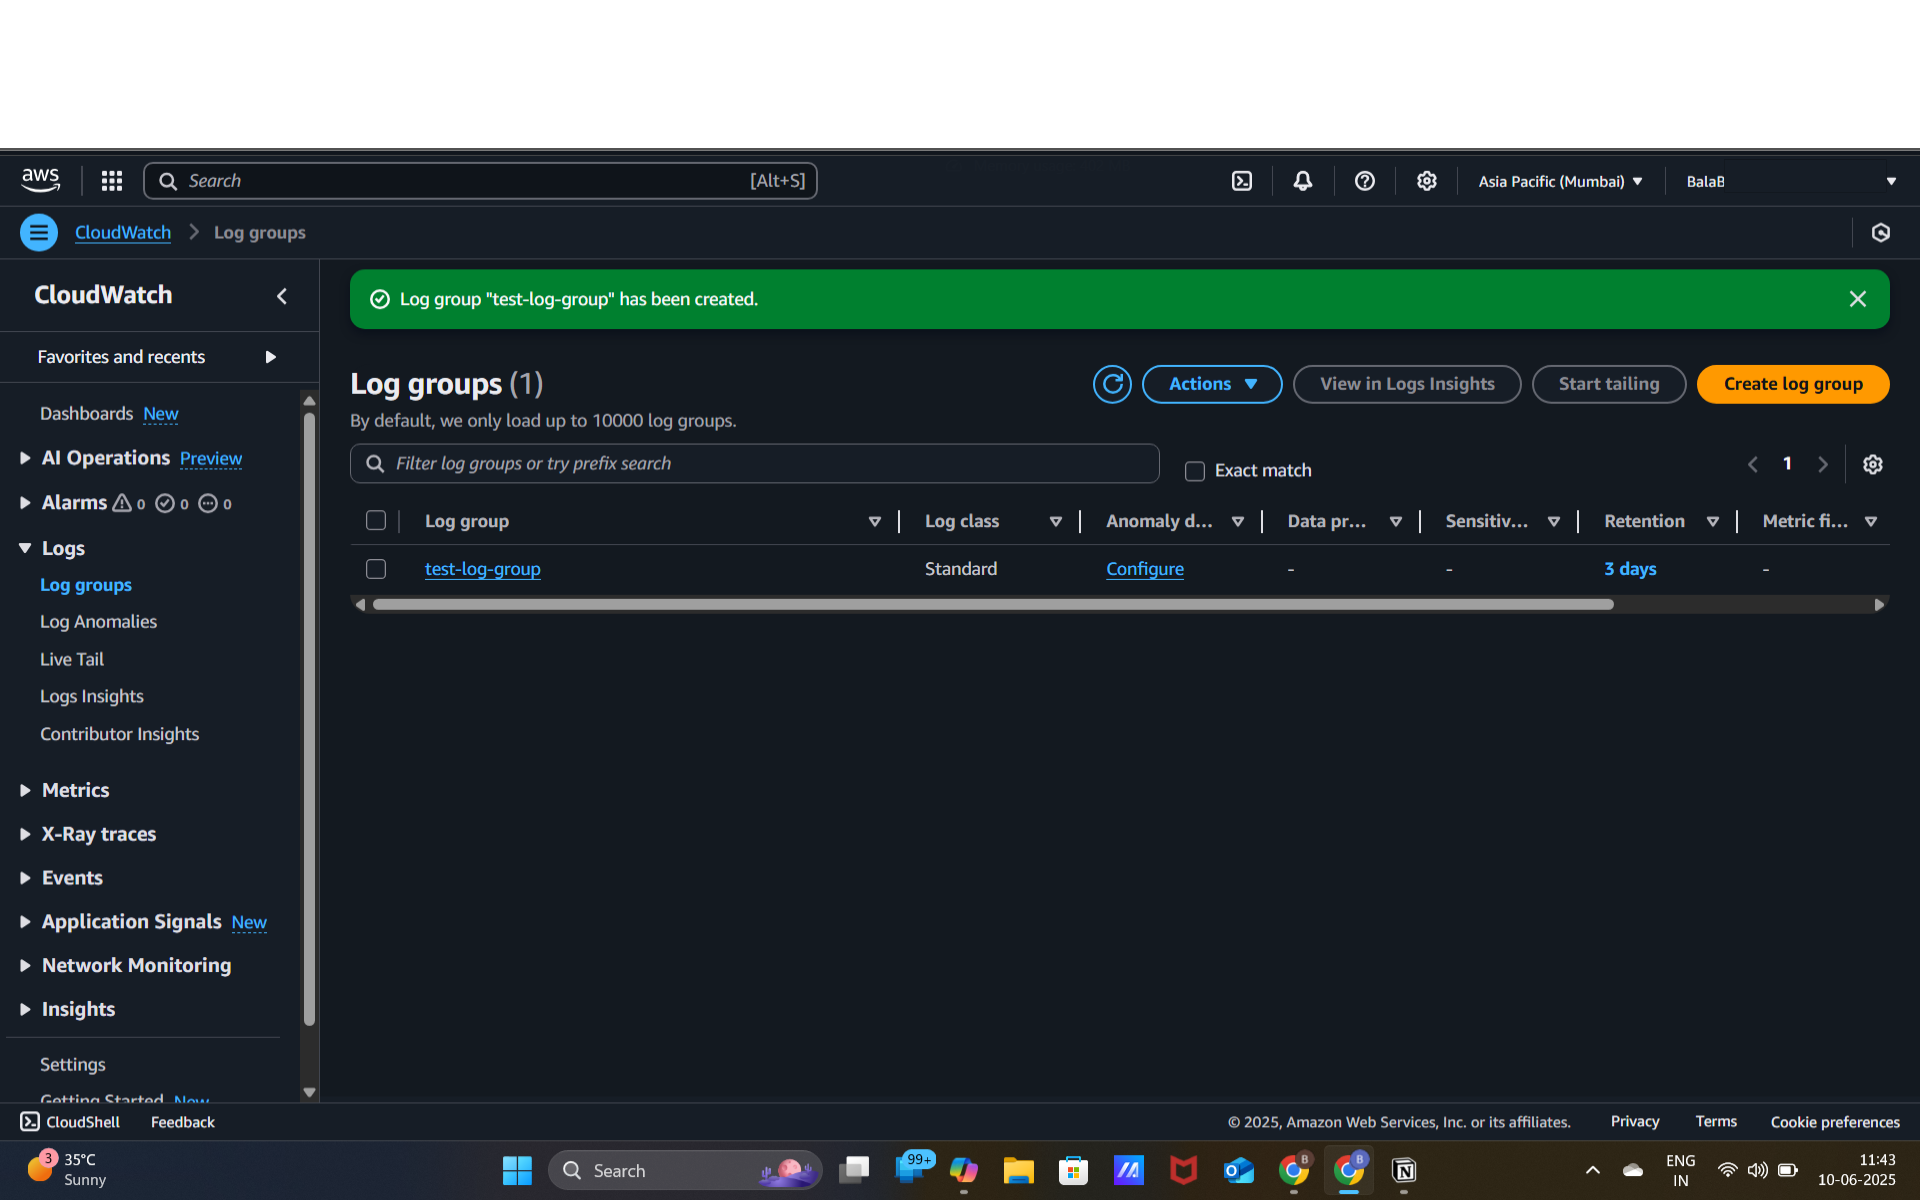 aws
Search [Alt+S]
Asia Pacific (Mumbai)
BalaB
CloudWatch
Log groups
CloudWatch
Favorites and recents
Dashboards New
AI Operations Preview
Alarms 0 0 0
Logs
Log groups
Log Anomalies
Live Tail
Logs Insights
Contributor Insights
Metrics
X-Ray traces
Events
Application Signals New
Network Monitoring
Insights
Settings
Getting Started New
Log group "test-log-group" has been created.
Log groups (1)
By default, we only load up to 10000 log groups.
Actions
View in Logs Insights
Start tailing
Create log group
Filter log groups or try prefix search
Exact match
1
Log group Log class Anomaly d... Data pr... Sensitiv... Retention Metric fi...
test-log-group Standard Configure - - 3 days -
CloudShell Feedback
© 2025, Amazon Web Services, Inc. or its affiliates. Privacy Terms Cookie preferences
3
35°C
Sunny
Search
99+
B
B
ENG
IN
11:43
10-06-2025